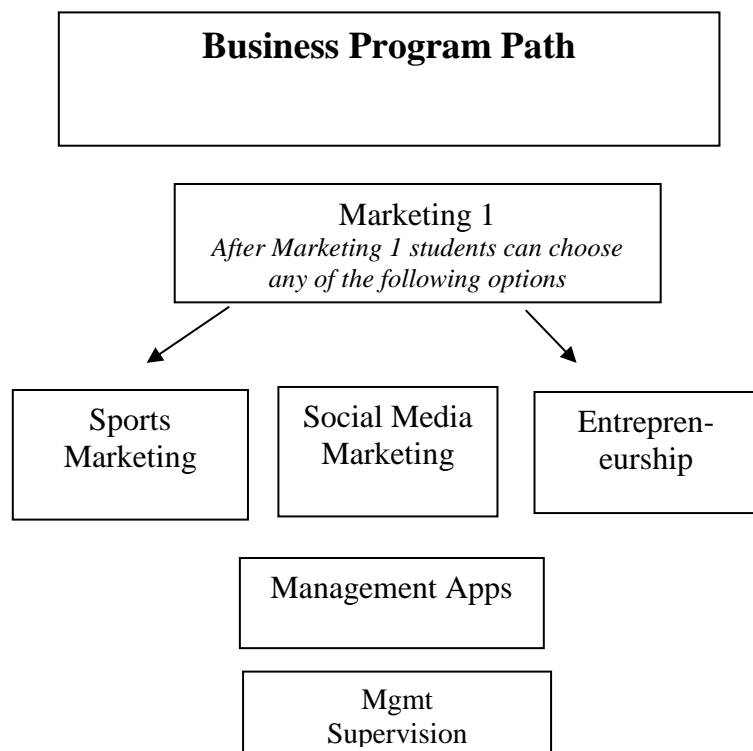 Business Program Path
Marketing 1
After Marketing 1 students can choose
any of the following options
Sports
Marketing
Social Media
Marketing
Entrepren-
eurship
Management Apps
Mgmt
Supervision